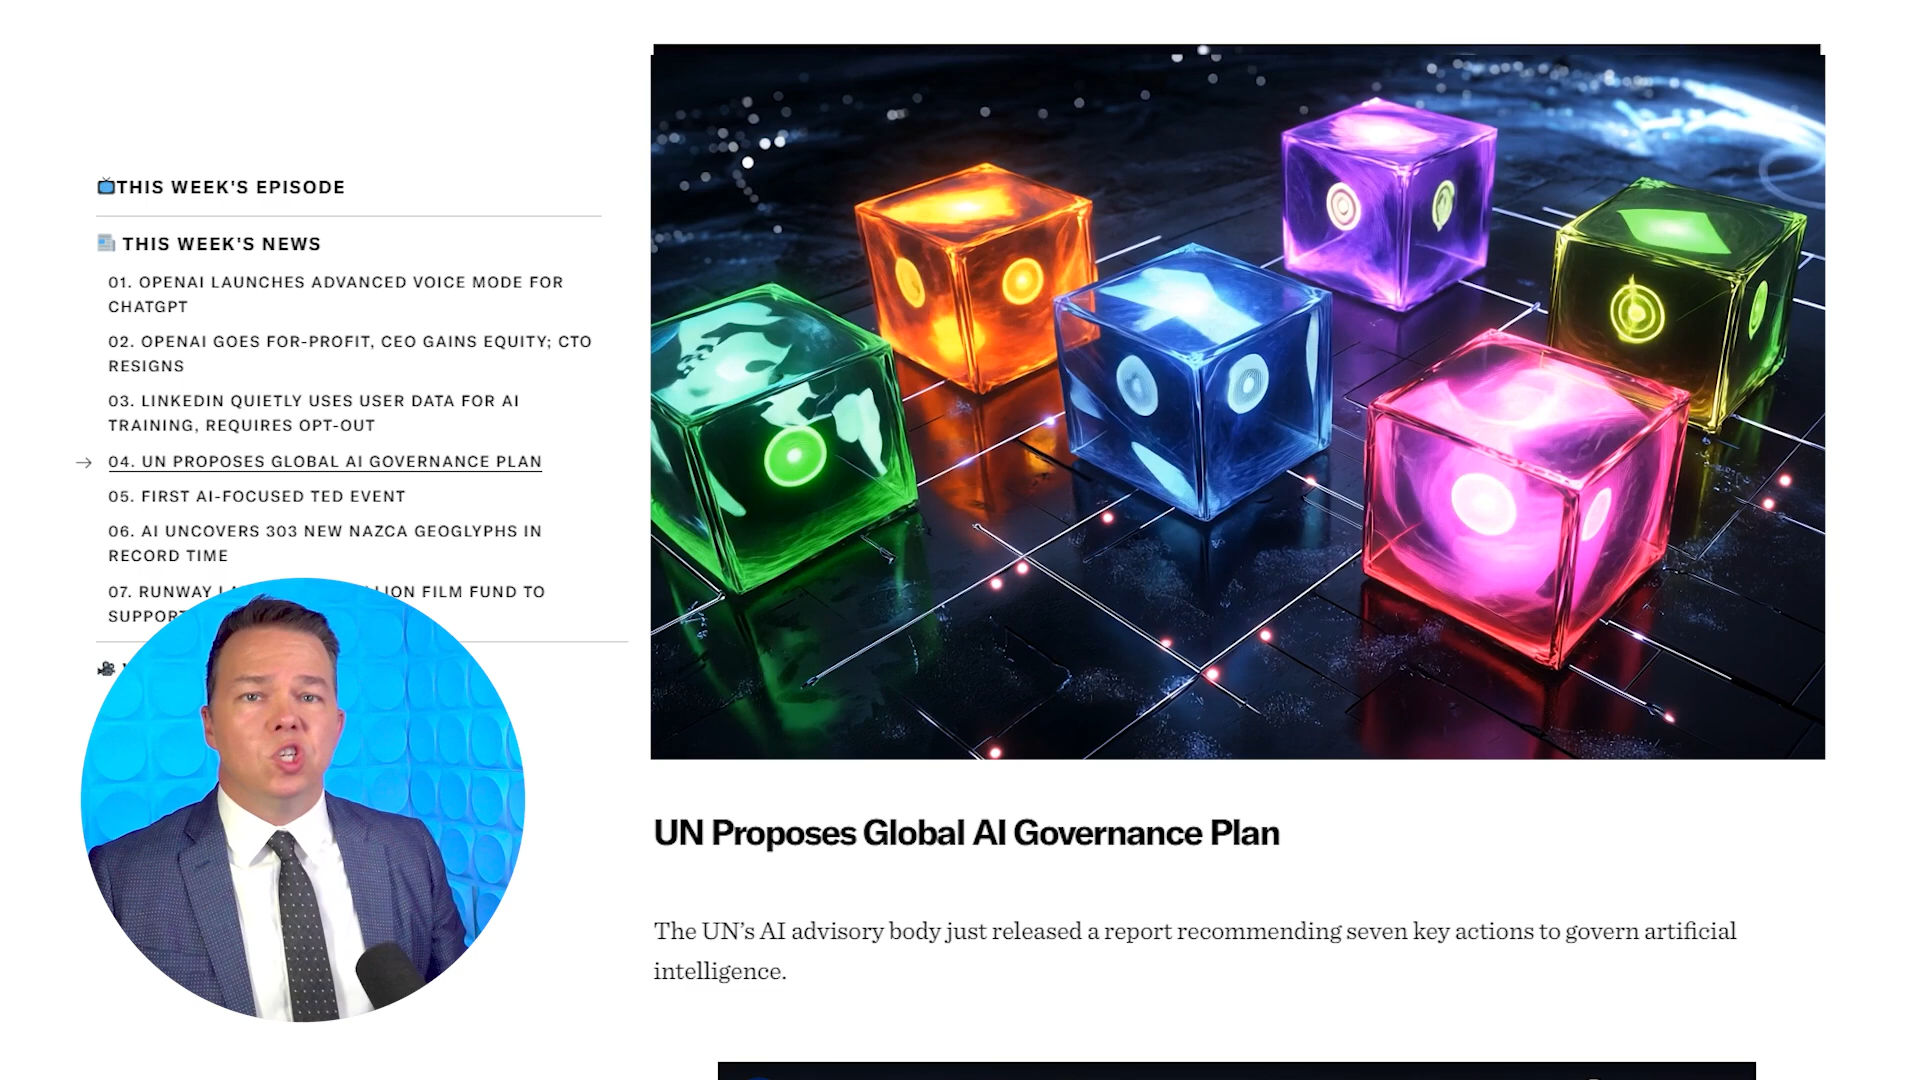 THIS WEEK'S EPISODE
THIS WEEK'S NEWS
01. OPENAI LAUNCHES ADVANCED VOICE MODE FOR
CHATGPT
02. OPENAI GOES FOR-PROFIT, CEO GAINS EQUITY; CTO
RESIGNS
03. LINKEDIN QUIETLY USES USER DATA FOR AI
TRAINING, REQUIRES OPT-OUT
→ 04. UN PROPOSES GLOBAL AI GOVERNANCE PLAN
05. FIRST AI-FOCUSED TED EVENT
06. AI UNCOVERS 303 NEW NAZCA GEOGLYPHS IN
RECORD TIME
07. RUNWAY FILM FUND TO
UN Proposes Global AI Governance Plan
The UN’s AI advisory body just released a report recommending seven key actions to govern artificial
intelligence.